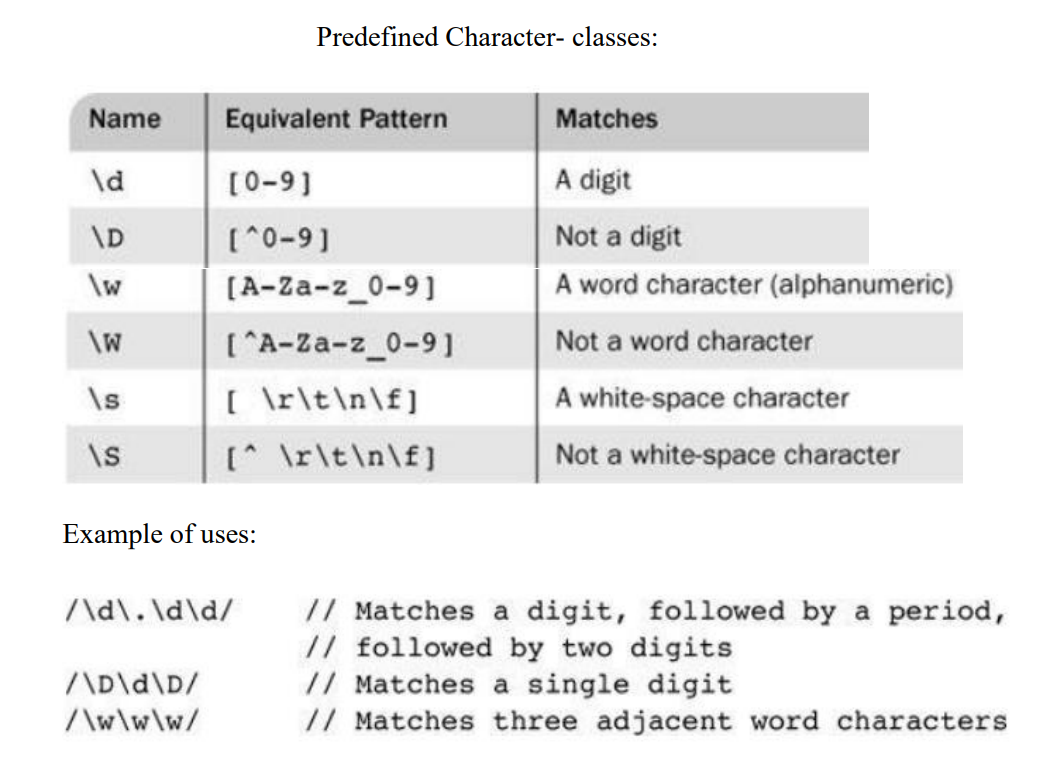 Predefined Character- classes:
Name Equivalent Pattern Matches
\d [0-9] A digit
\D [^0-9] Not a digit
\w [A-Za-z_0-9] A word character (alphanumeric)
\W [^A-Za-z_0-9] Not a word character
\s [ \r\t\n\f] A white-space character
\S [^ \r\t\n\f] Not a white-space character
Example of uses:
/\d\.\d\d/ // Matches a digit, followed by a period,
// followed by two digits
/\D\d\D/ // Matches a single digit
/\w\w\w/ // Matches three adjacent word characters